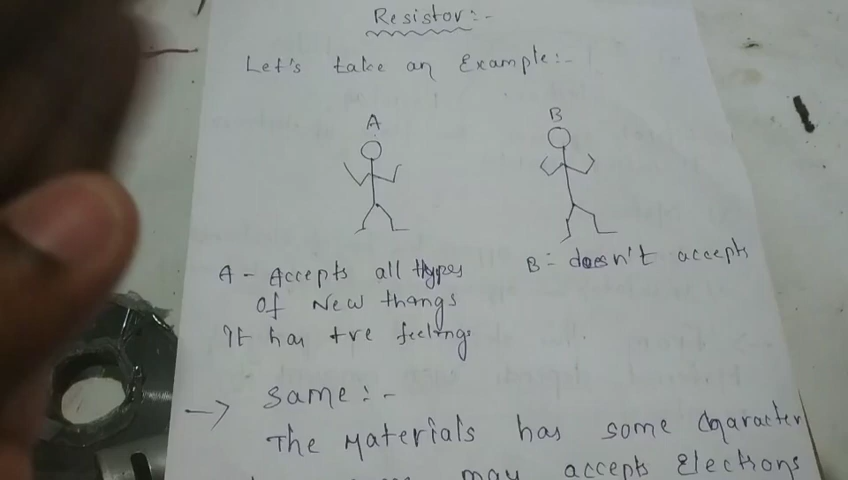 Resistor:-
Let's take an Example:-
A
B
A - Accepts all types
of New things
It has +ve feelings
B - doesn't accepts
→ Same:-
The Materials has some character
may accepts Electrons